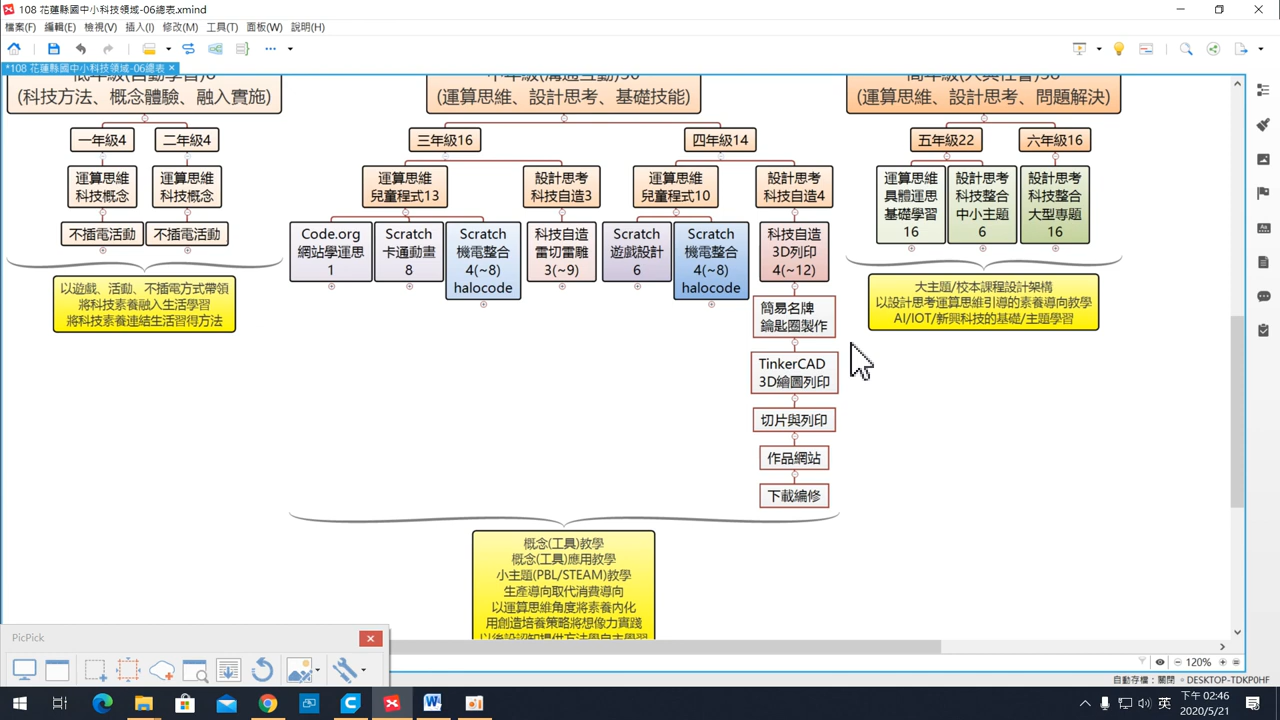 108 花蓮縣國中小科技領域-06總表.xmind
檔案(F) 編輯(E) 檢視(V) 插入(I) 修改(M) 工具(T) 面板(W) 說明(H)
*108 花蓮縣國中小科技領域-06總表
(科技方法、概念體驗、融入實施)
(運算思維、設計思考、基礎技能)
(運算思維、設計思考、問題解決)
一年級4
二年級4
三年級16
四年級14
五年級22
六年級16
運算思維
科技概念
運算思維
科技概念
運算思維
兒童程式13
設計思考
科技自造3
運算思維
兒童程式10
設計思考
科技自造4
運算思維
具體運思
基礎學習
16
設計思考
科技整合
中小主題
6
設計思考
科技整合
大型專題
16
不插電活動
不插電活動
Code.org
網站學運思
1
Scratch
卡通動畫
8
Scratch
機電整合
4(~8)
halocode
科技自造
雷切雷雕
3(~9)
Scratch
遊戲設計
6
Scratch
機電整合
4(~8)
halocode
科技自造
3D列印
4(~12)
以遊戲、活動、不插電方式帶領
將科技素養融入生活學習
將科技素養連結生活習得方法
大主題/校本課程設計架構
以設計思考運算思維引導的素養導向教學
AI/IOT/新興科技的基礎/主題學習
簡易名牌
鑰匙圈製作
TinkerCAD
3D繪圖列印
切片與列印
作品網站
下載編修
概念(工具)教學
概念(工具)應用教學
小主題(PBL/STEAM)教學
生產導向取代消費導向
以運算思維角度將素養內化
用創造培養策略將想像力實踐
PicPick
120%
自動存檔：關閉 DESKTOP-TDKP0HF
英
下午 02:46
2020/5/21